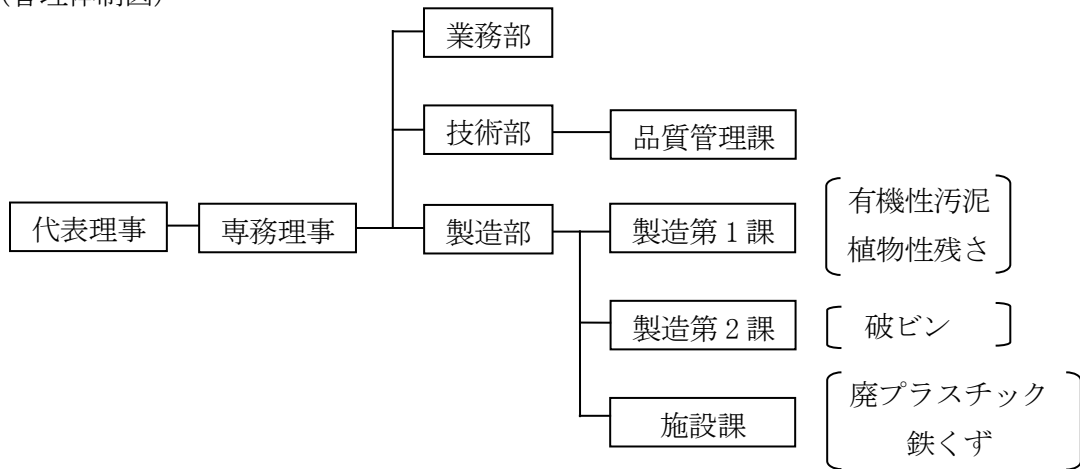 (管理体制図)
業務部
技術部
品質管理課
代表理事
専務理事
製造部
製造第1課
有機性汚泥
植物性残さ
製造第2課
破ビン
施設課
廃プラスチック
鉄くず